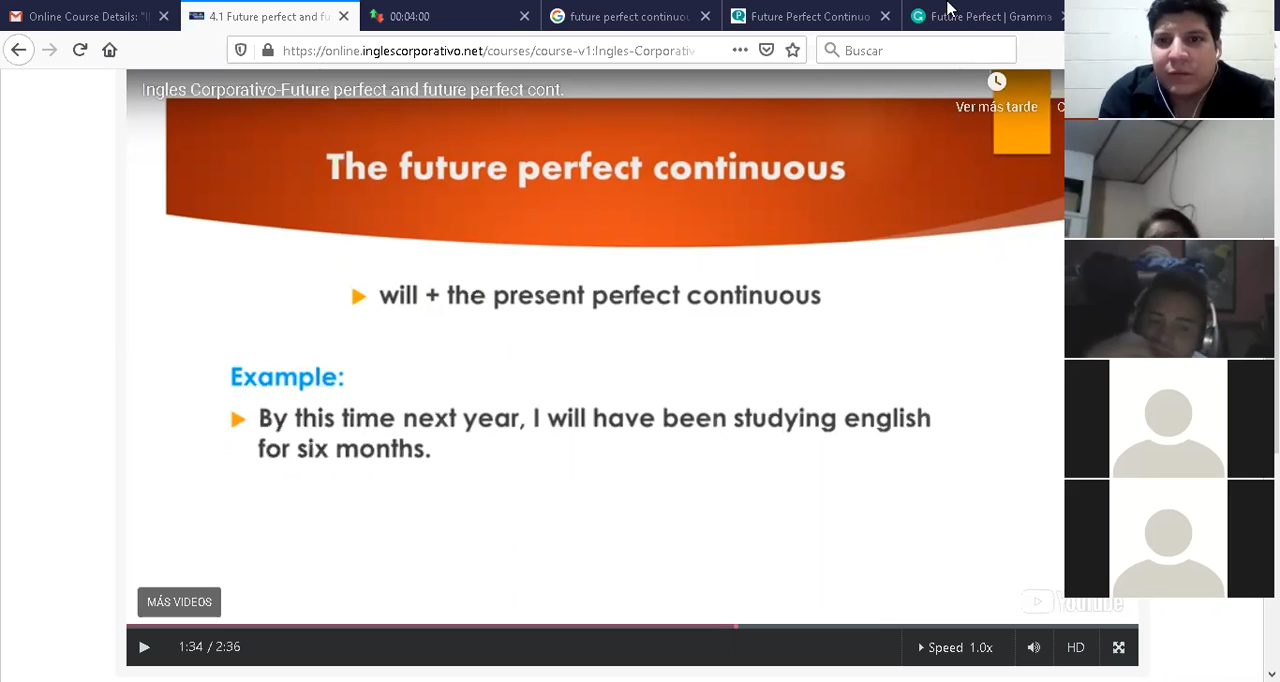 Online Course Details: "I
4.1 Future perfect and fu
00:04:00
future perfect continuou
Future Perfect Continuo
Future Perfect | Gramma
https://online.inglescorporativo.net/courses/course-v1:Ingles-Corporativ
Buscar
Ingles Corporativo-Future perfect and future perfect cont.
Ver más tarde
C
The future perfect continuous
will + the present perfect continuous
Example:
By this time next year, I will have been studying english
for six months.
MÁS VIDEOS
YouTube
1:34 / 2:36
Speed 1.0x
HD